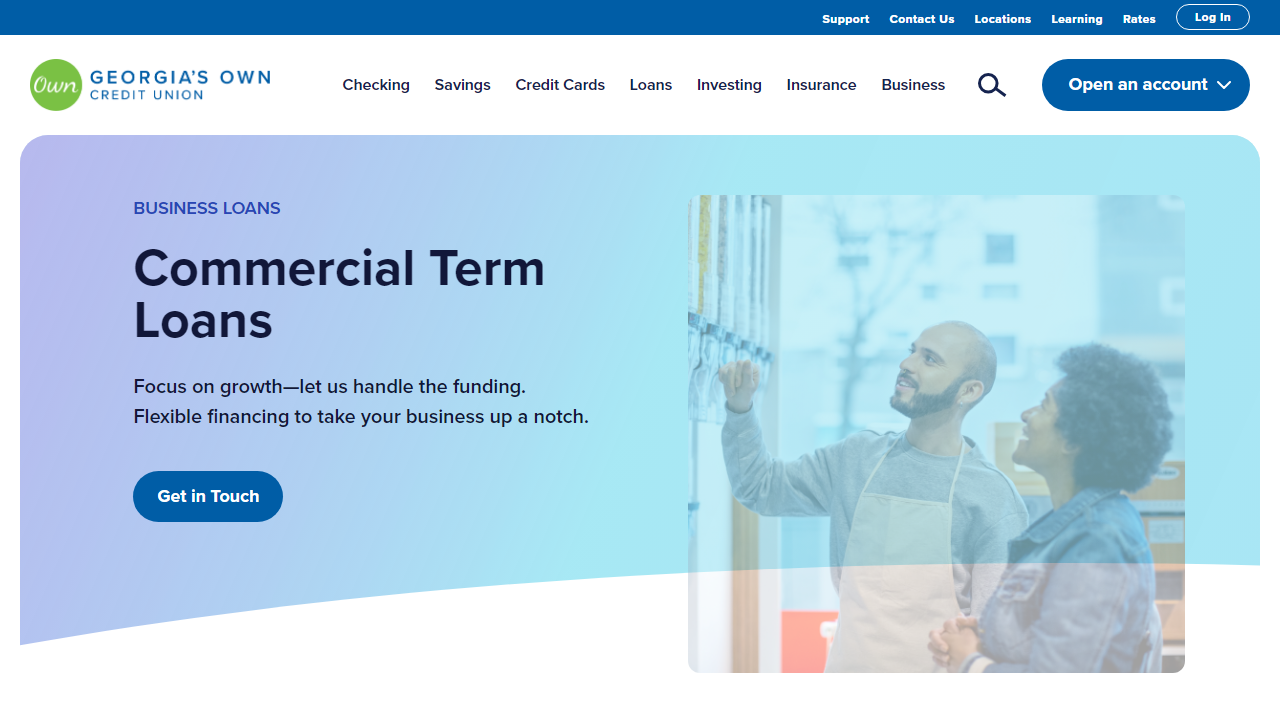 Support Contact Us Locations Learning Rates Log In
Own GEORGIA'S OWN
CREDIT UNION
Checking Savings Credit Cards Loans Investing Insurance Business Open an account
BUSINESS LOANS
Commercial Term
Loans
Focus on growth—let us handle the funding.
Flexible financing to take your business up a notch.
Get in Touch